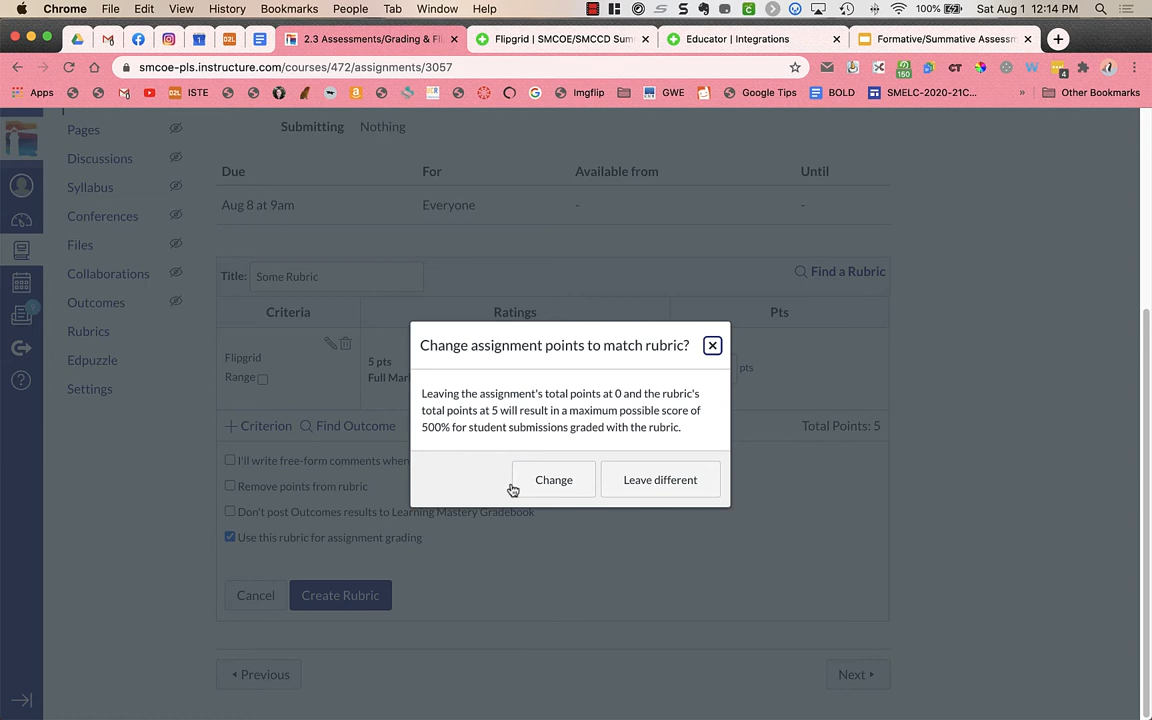 Chrome File Edit View History Bookmarks People Tab Window Help 100% Sat Aug 1 12:14 PM
2.3 Assessments/Grading & Fl
Flipgrid | SMCOE/SMCCD Sum
Educator | Integrations
Formative/Summative Assessm
smcoe-pls.instructure.com/courses/472/assignments/3057
150
CT
W
4
Apps
D2L ISTE
Imgflip
GWE
Google Tips
BOLD
SMELC-2020-21C...
»
Other Bookmarks
Pages
Discussions
Syllabus
Conferences
Files
Collaborations
Outcomes
Rubrics
Edpuzzle
Settings
Submitting Nothing
Due For Available from Until
Aug 8 at 9am Everyone - -
Title: Some Rubric
Find a Rubric
Criteria Ratings Pts
Flipgrid
Range
5 pts
Full Mar
pts
+ Criterion Find Outcome
Total Points: 5
I'll write free-form comments when
Remove points from rubric
Don't post Outcomes results to Learning Mastery Gradebook
Use this rubric for assignment grading
Cancel Create Rubric
Previous Next
Change assignment points to match rubric?
Leaving the assignment's total points at 0 and the rubric's
total points at 5 will result in a maximum possible score of
500% for student submissions graded with the rubric.
Change Leave different